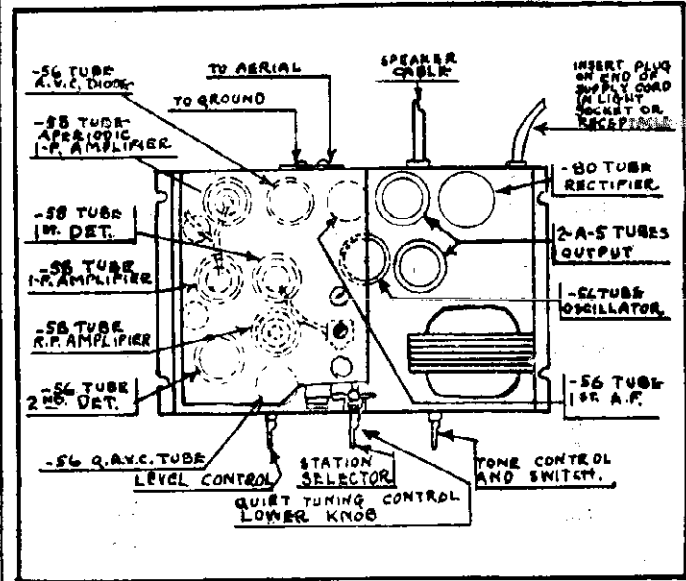 -56 TUBE
A.V.C. DIODE
TO AERIAL
TO GROUND
SPEAKER
CABLE
INSERT PLUG
ON END OF
SUPPLY CORD
IN LIGHT
SOCKET OR
RECEPTACLE
-58 TUBE
APERIODIC
I-F. AMPLIFIER
-80 TUBE
RECTIFIER
-58 TUBE
1ST. DET.
2-A-5 TUBES
OUTPUT
-58 TUBE
I-F. AMPLIFIER
-56 TUBE
OSCILLATOR
-58 TUBE
R.F. AMPLIFIER
-56 TUBE
2ND. DET.
-56 TUBE
1ST. A.F.
-56 Q.A.V.C. TUBE
LEVEL CONTROL
STATION
SELECTOR
TONE CONTROL
AND SWITCH.
QUIET TUNING CONTROL
LOWER KNOB